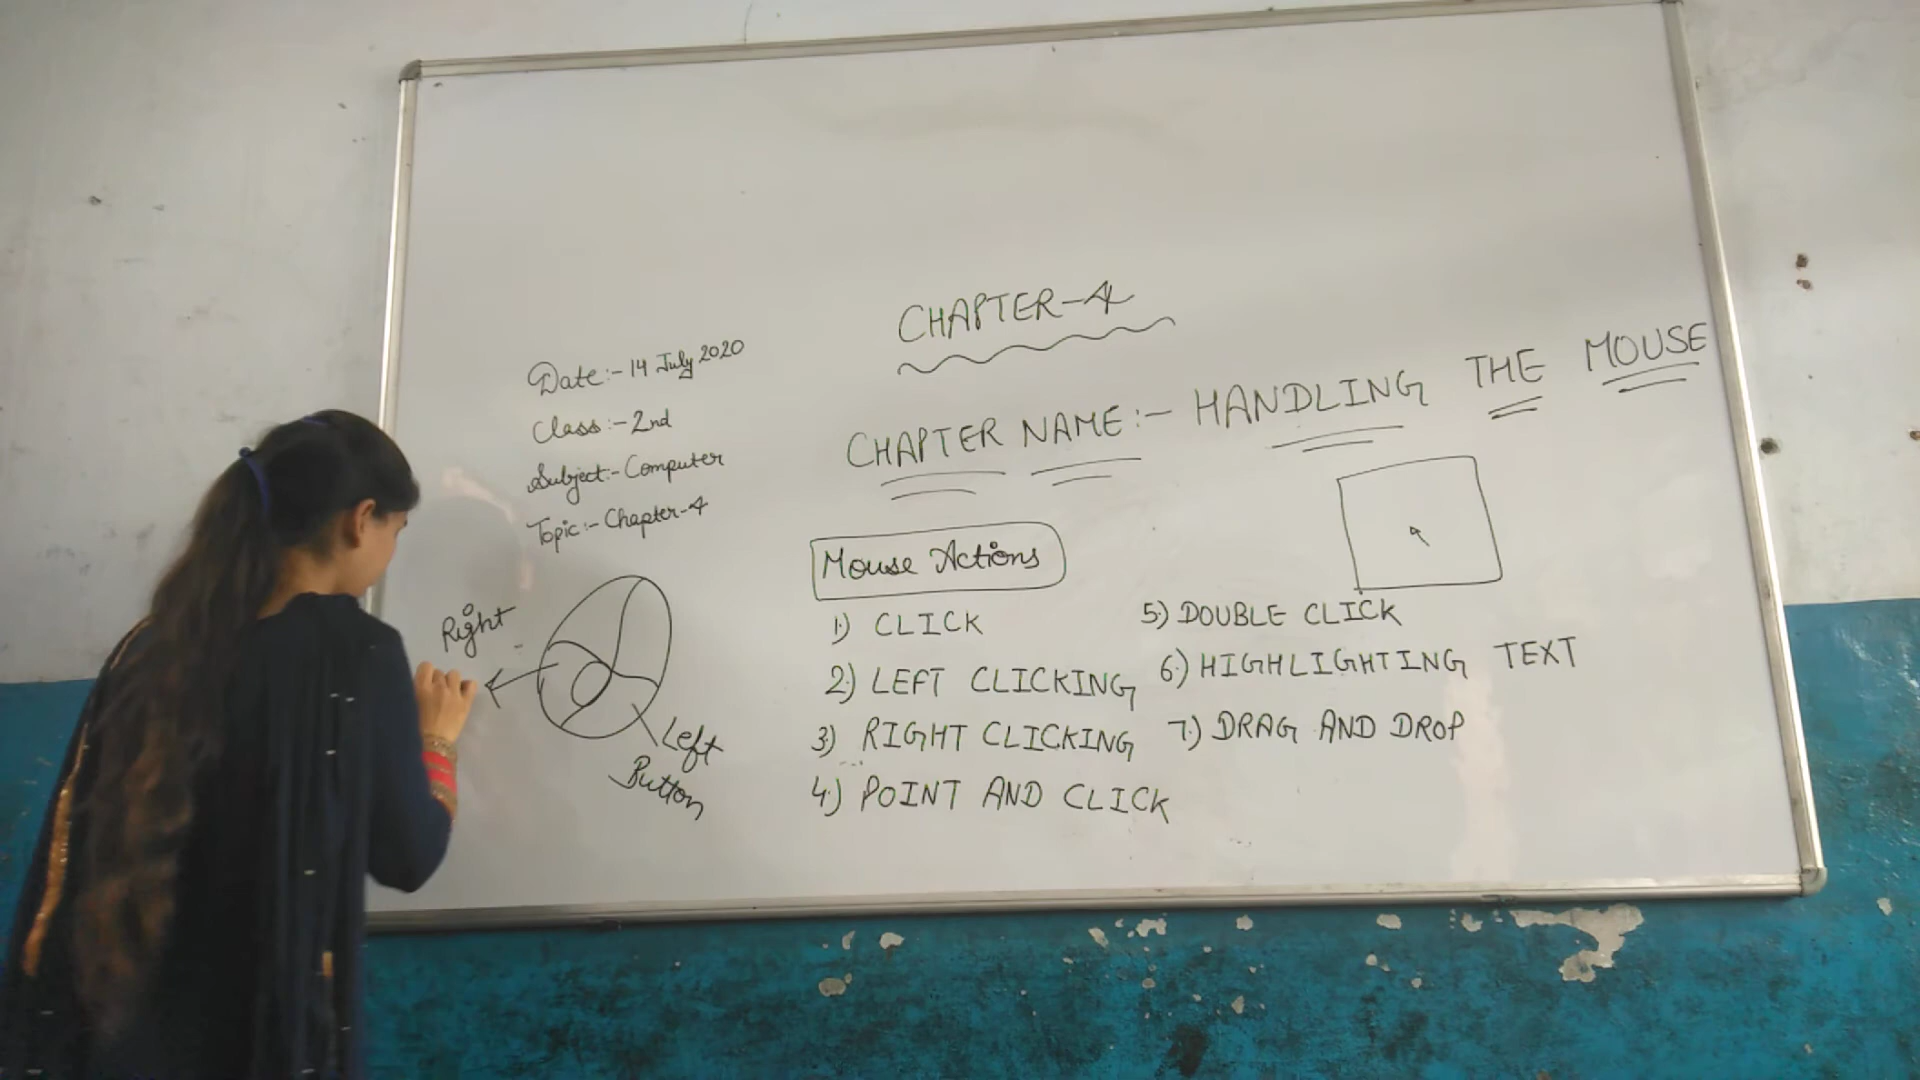 CHAPTER-4
Date:- 14 July 2020
Class:- 2nd
Subject:- Computer
Topic:- Chapter-4
CHAPTER NAME:- HANDLING THE MOUSE
Right
Left
Button
Mouse Actions
1) CLICK
2) LEFT CLICKING
3) RIGHT CLICKING
4) POINT AND CLICK
5) DOUBLE CLICK
6) HIGHLIGHTING TEXT
7) DRAG AND DROP